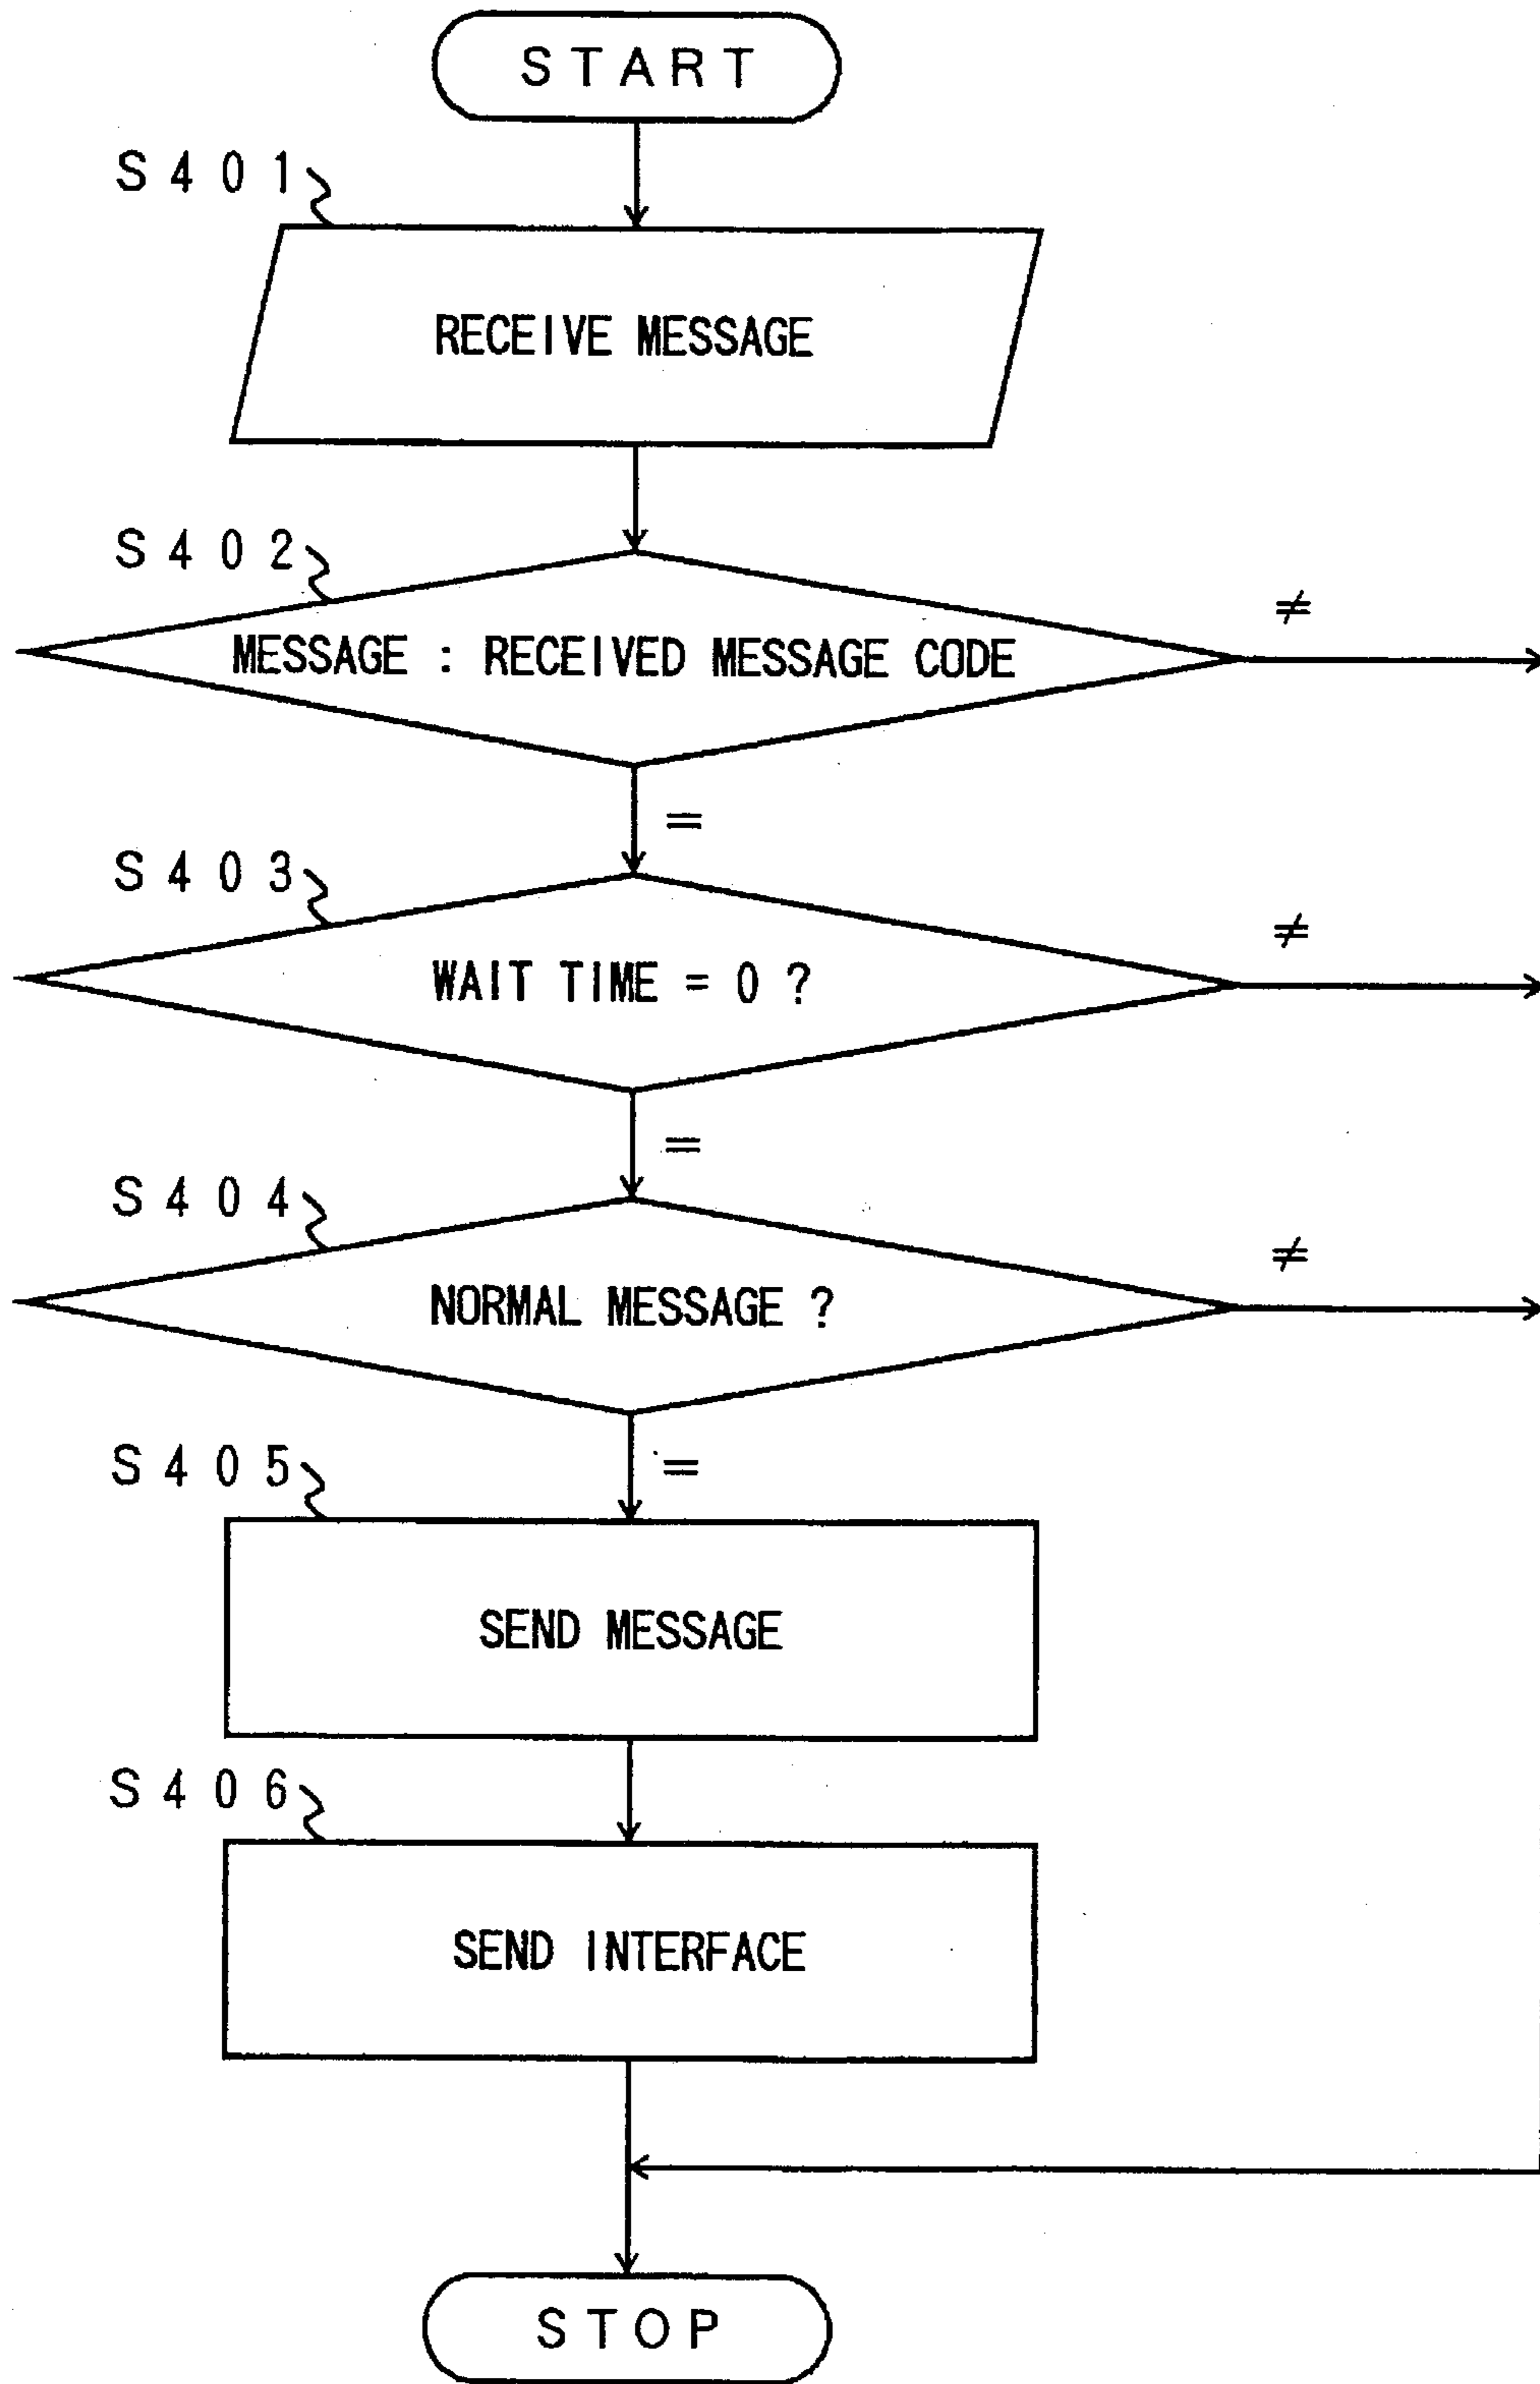 START
S401
RECEIVE MESSAGE
S402
MESSAGE : RECEIVED MESSAGE CODE
≠
=
S403
WAIT TIME = 0 ?
≠
=
S404
NORMAL MESSAGE ?
≠
=
S405
SEND MESSAGE
S406
SEND INTERFACE
STOP